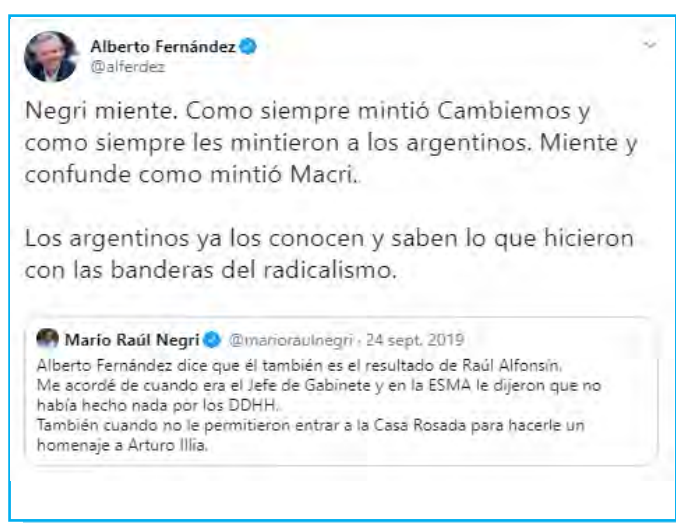 Alberto Fernández
@alferdez
Negri miente. Como siempre mintió Cambiemos y
como siempre les mintieron a los argentinos. Miente y
confunde como mintió Macri.
Los argentinos ya los conocen y saben lo que hicieron
con las banderas del radicalismo.
Mario Raúl Negri @marioraulnegri · 24 sept. 2019
Alberto Fernández dice que él también es el resultado de Raúl Alfonsín.
Me acordé de cuando era el Jefe de Gabinete y en la ESMA le dijeron que no
había hecho nada por los DDHH.
También cuando no le permitieron entrar a la Casa Rosada para hacerle un
homenaje a Arturo Illia.